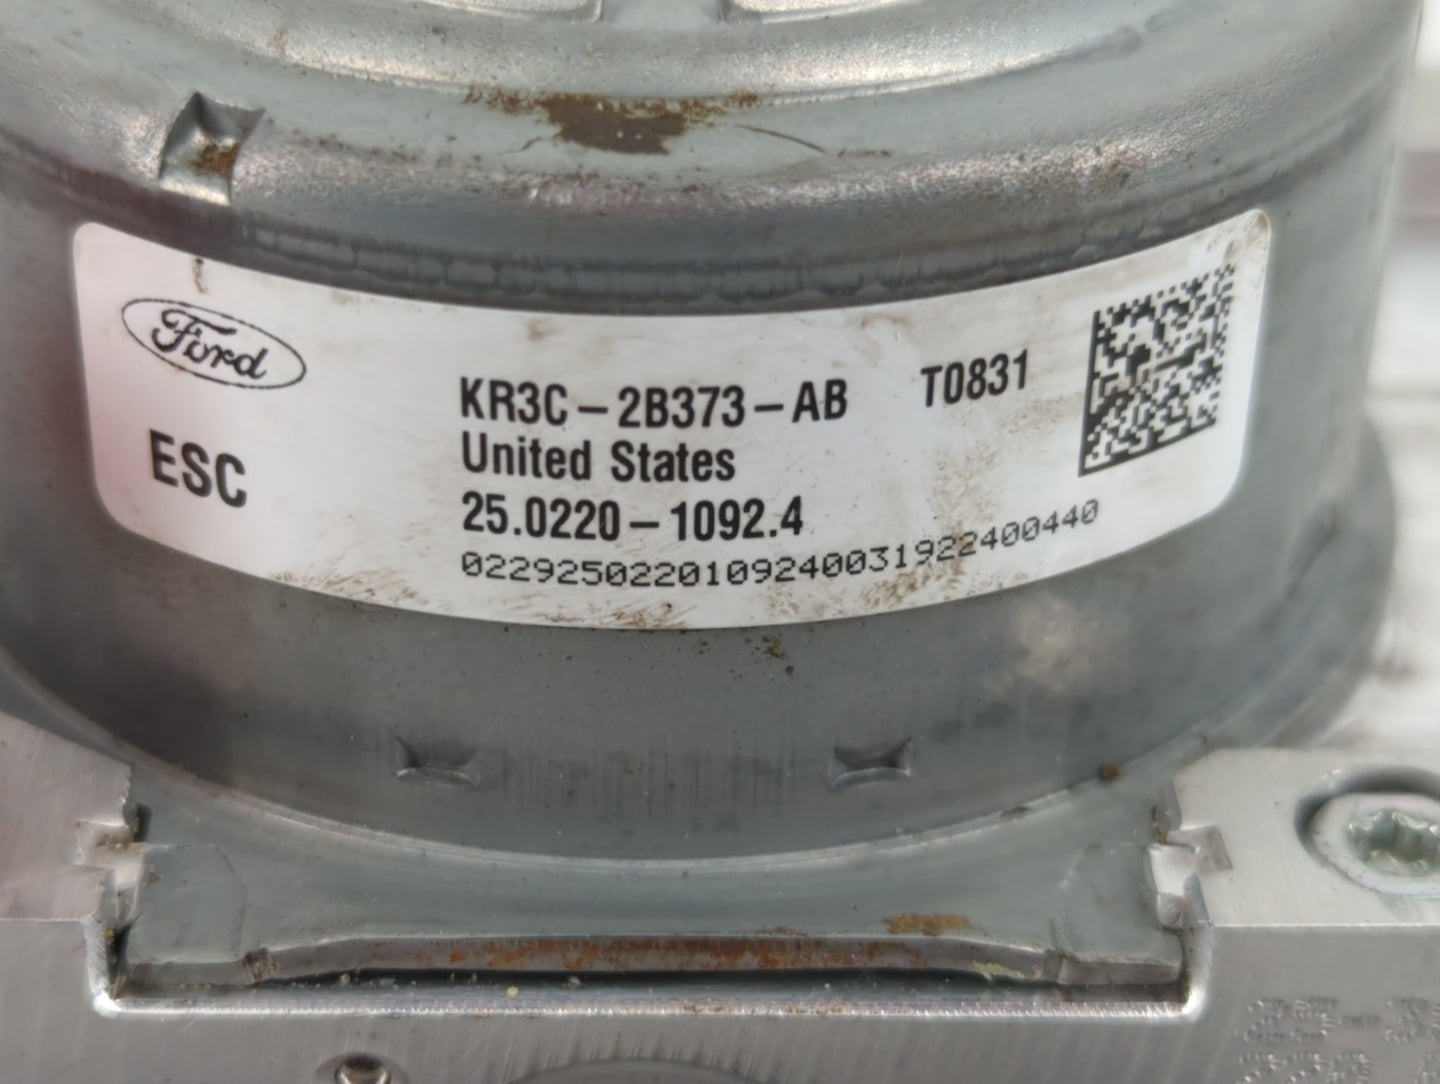 Ford
ESC
KR3C-2B373-AB T0831
United States
25.0220-1092.4
0229250220109240031922400440